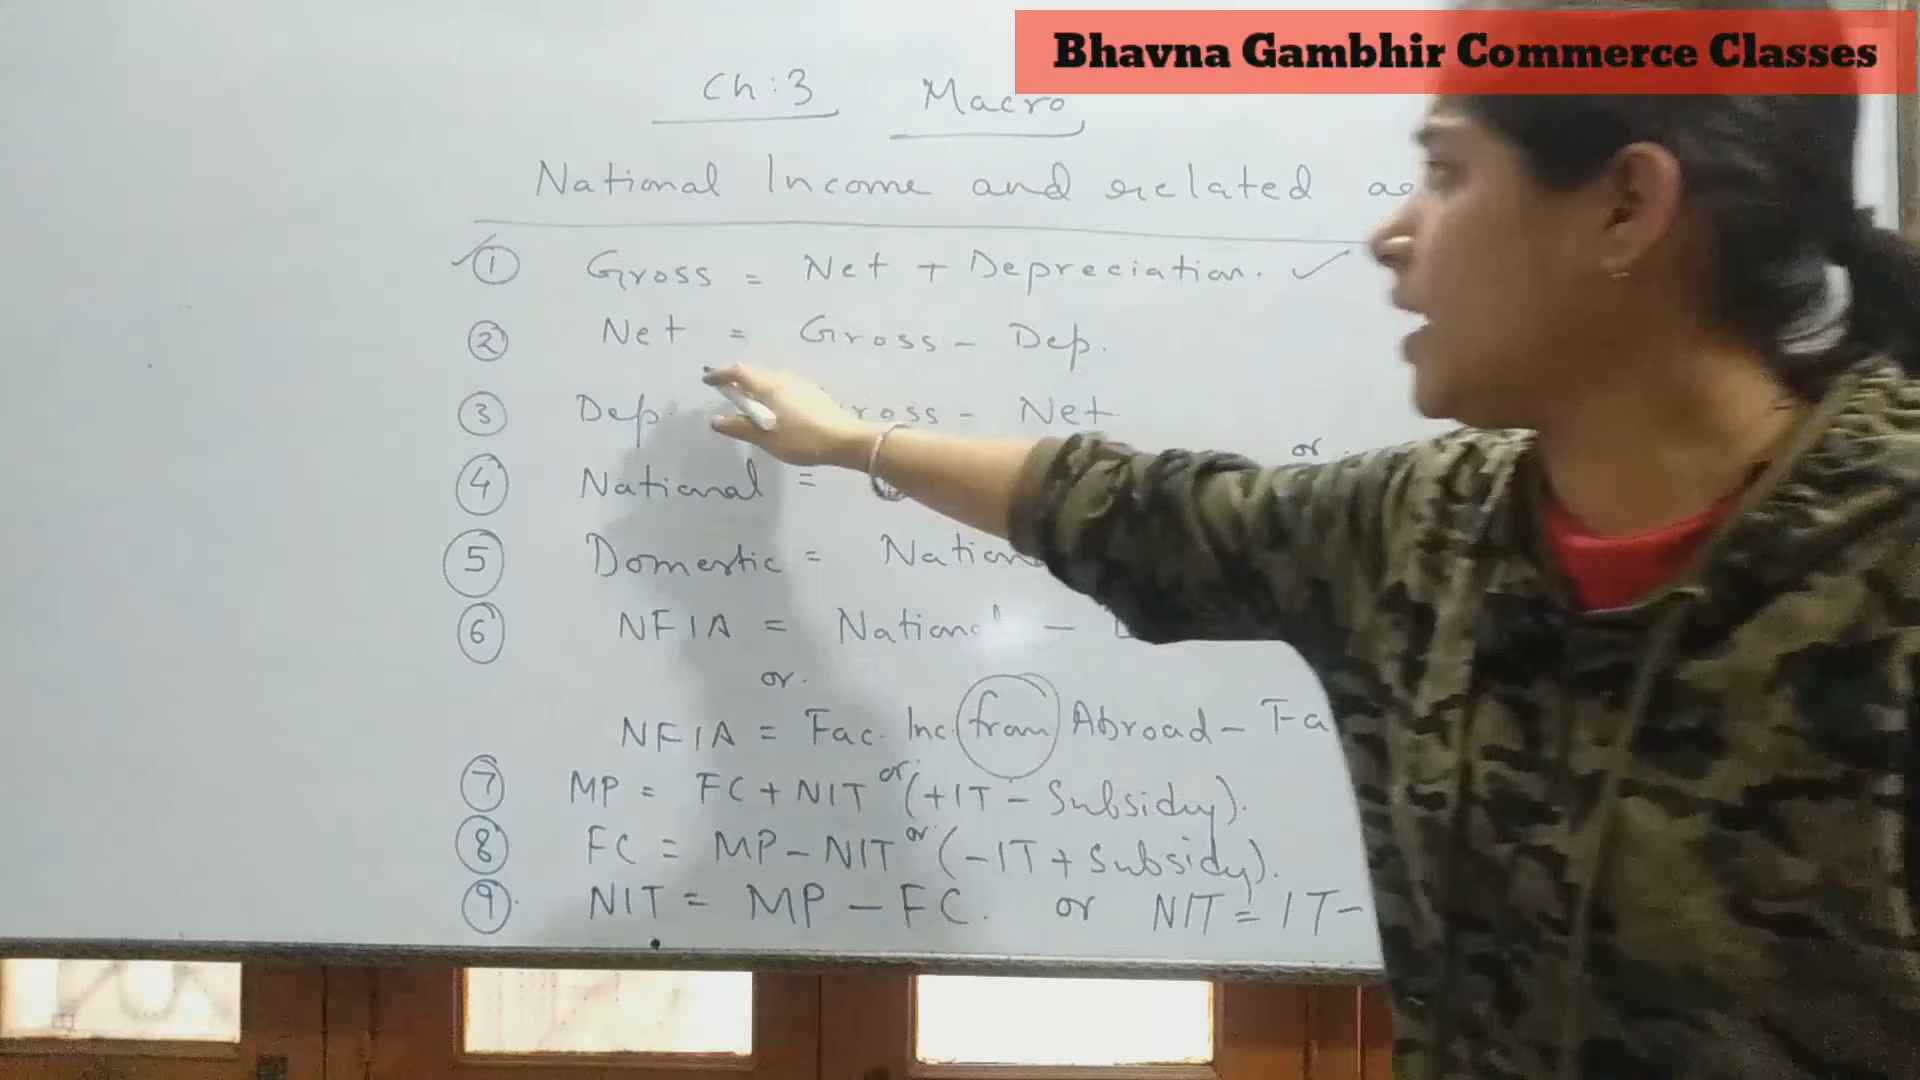 Bhavna Gambhir Commerce Classes
Ch:3 Macro
National Income and related
① Gross = Net + Depreciation.
② Net = Gross - Dep.
③ Dep. ross - Net
or
④ National =
⑤ Domestic = Nation
⑥ NFIA = National -
or.
NFIA = Fac. Inc. from Abroad - Fa
⑦ MP = FC + NIT or (+IT - Subsidy).
⑧ FC = MP - NIT or (-IT + Subsidy).
⑨ NIT = MP - FC. or NIT = IT -